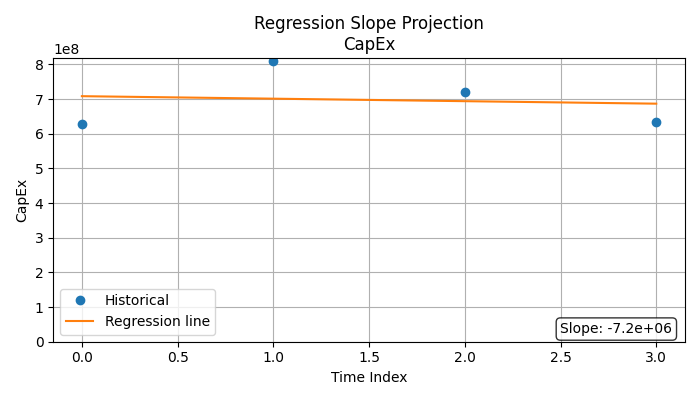 Regression Slope Projection
CapEx
1e8
8
7
6
5
4
3
2
1
0
CapEx
Historical
Regression line
Slope: -7.2e+06
0.0 0.5 1.0 1.5 2.0 2.5 3.0
Time Index